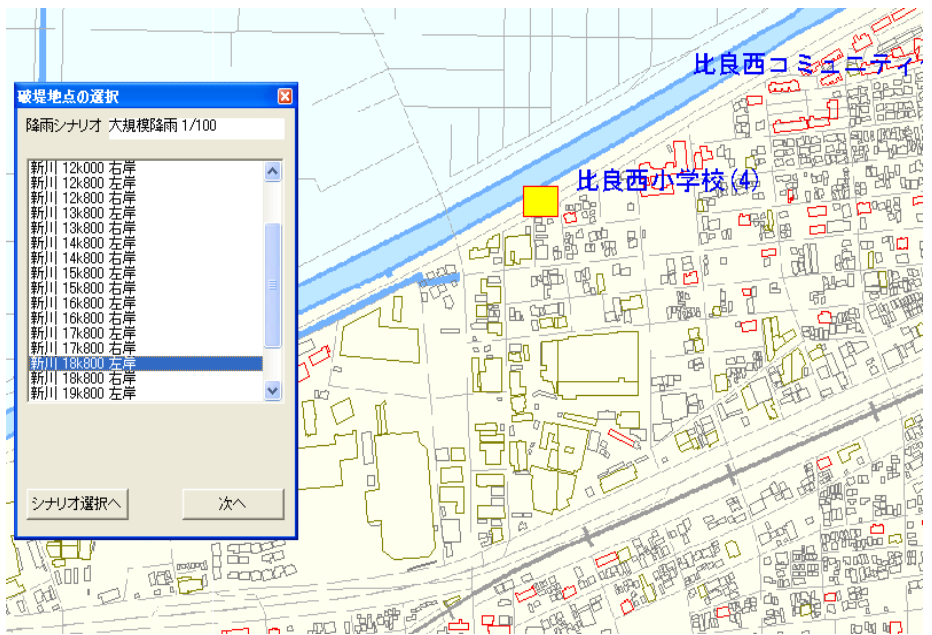 比良西コミュニティ
破堤地点の選択
降雨シナリオ 大規模降雨 1/100
新川 12k000 右岸
新川 12k800 左岸
新川 12k800 右岸
新川 13k800 左岸
新川 13k800 右岸
新川 14k800 左岸
新川 14k800 右岸
新川 15k800 左岸
新川 15k800 右岸
新川 16k800 左岸
新川 16k800 右岸
新川 17k800 左岸
新川 17k800 右岸
新川 18k800 左岸
新川 18k800 右岸
新川 19k800 左岸
シナリオ選択へ
次へ
比良西小学校(4)